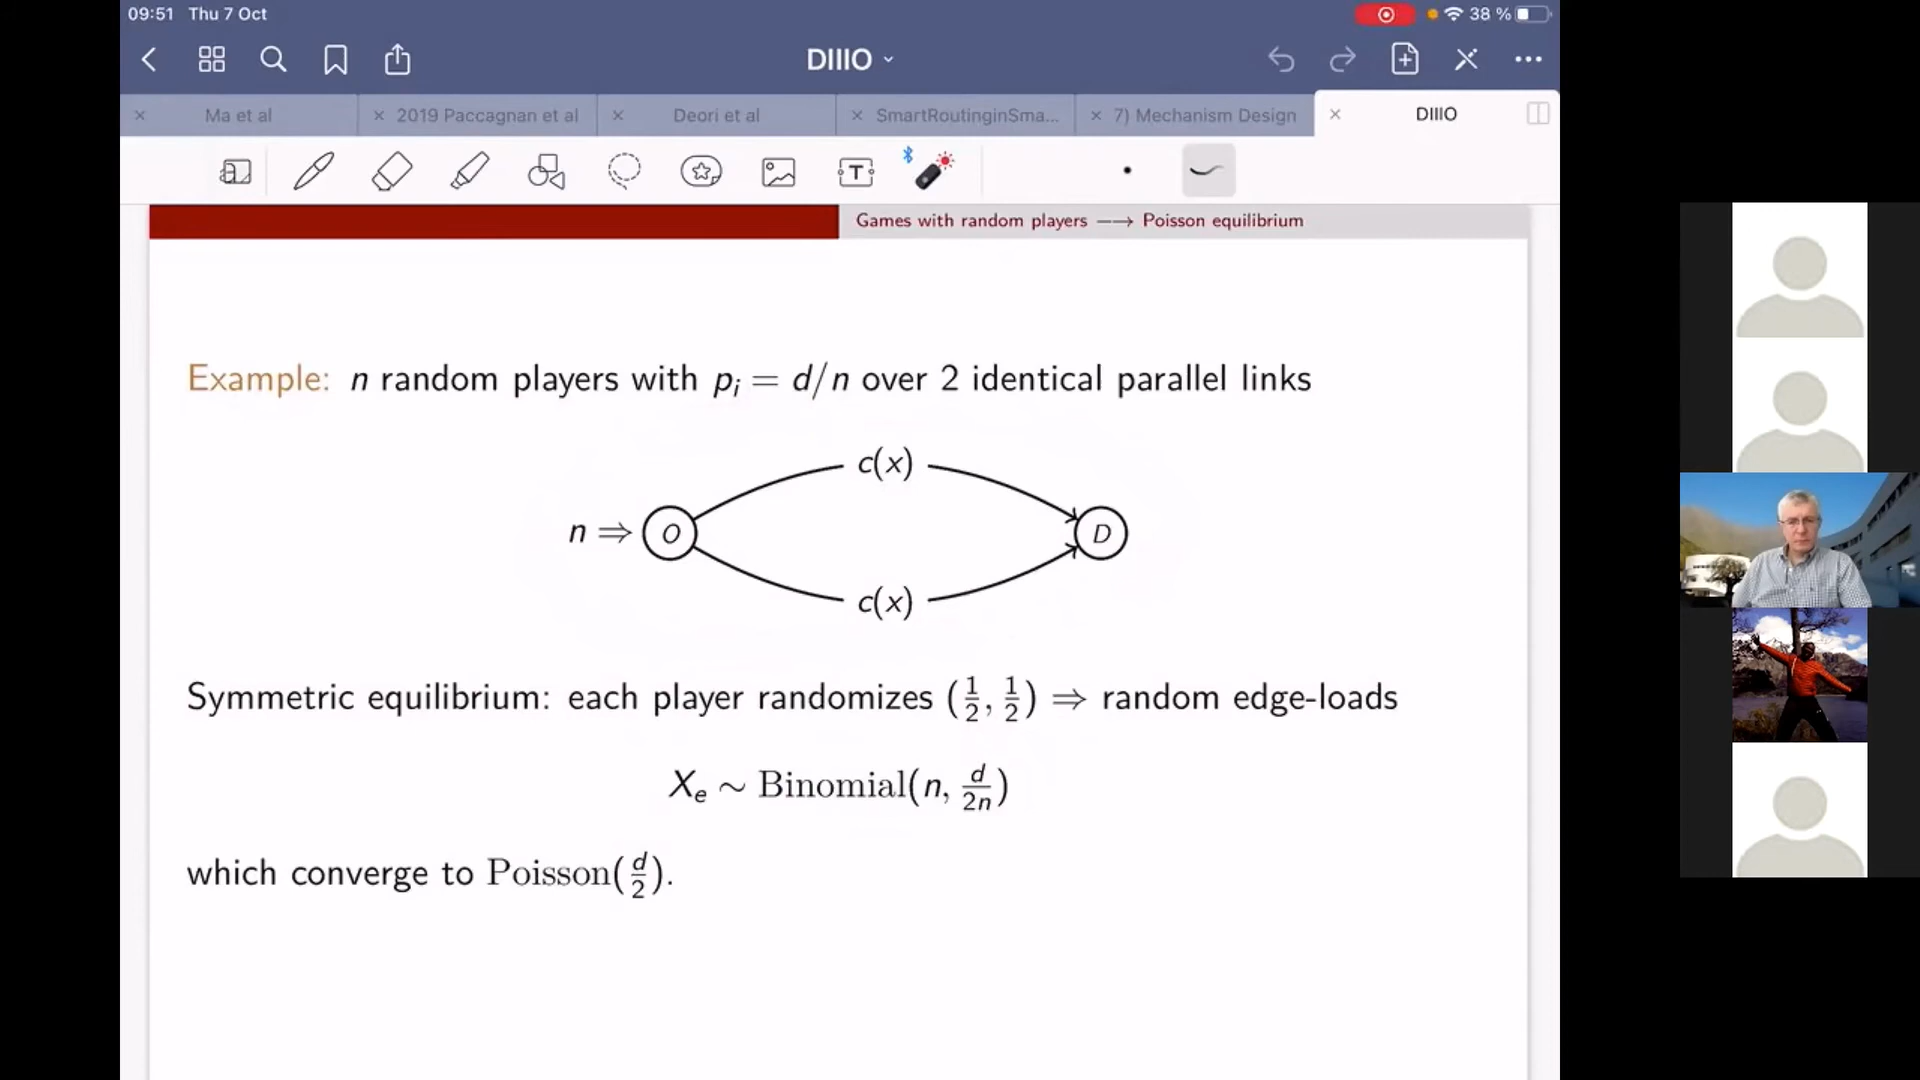 09:51 Thu 7 Oct
38 %
DIIIO
Ma et al
2019 Paccagnan et al
Deori et al
SmartRoutinginSma...
7) Mechanism Design
DIIIO
Games with random players ⟶ Poisson equilibrium
Example: n random players with pᵢ = d/n over 2 identical parallel links
c(x)
n ⇒ O
D
c(x)
Symmetric equilibrium: each player randomizes (1/2, 1/2) ⇒ random edge-loads
Xₑ ∼ Binomial(n, d/2n)
which converge to Poisson(d/2).